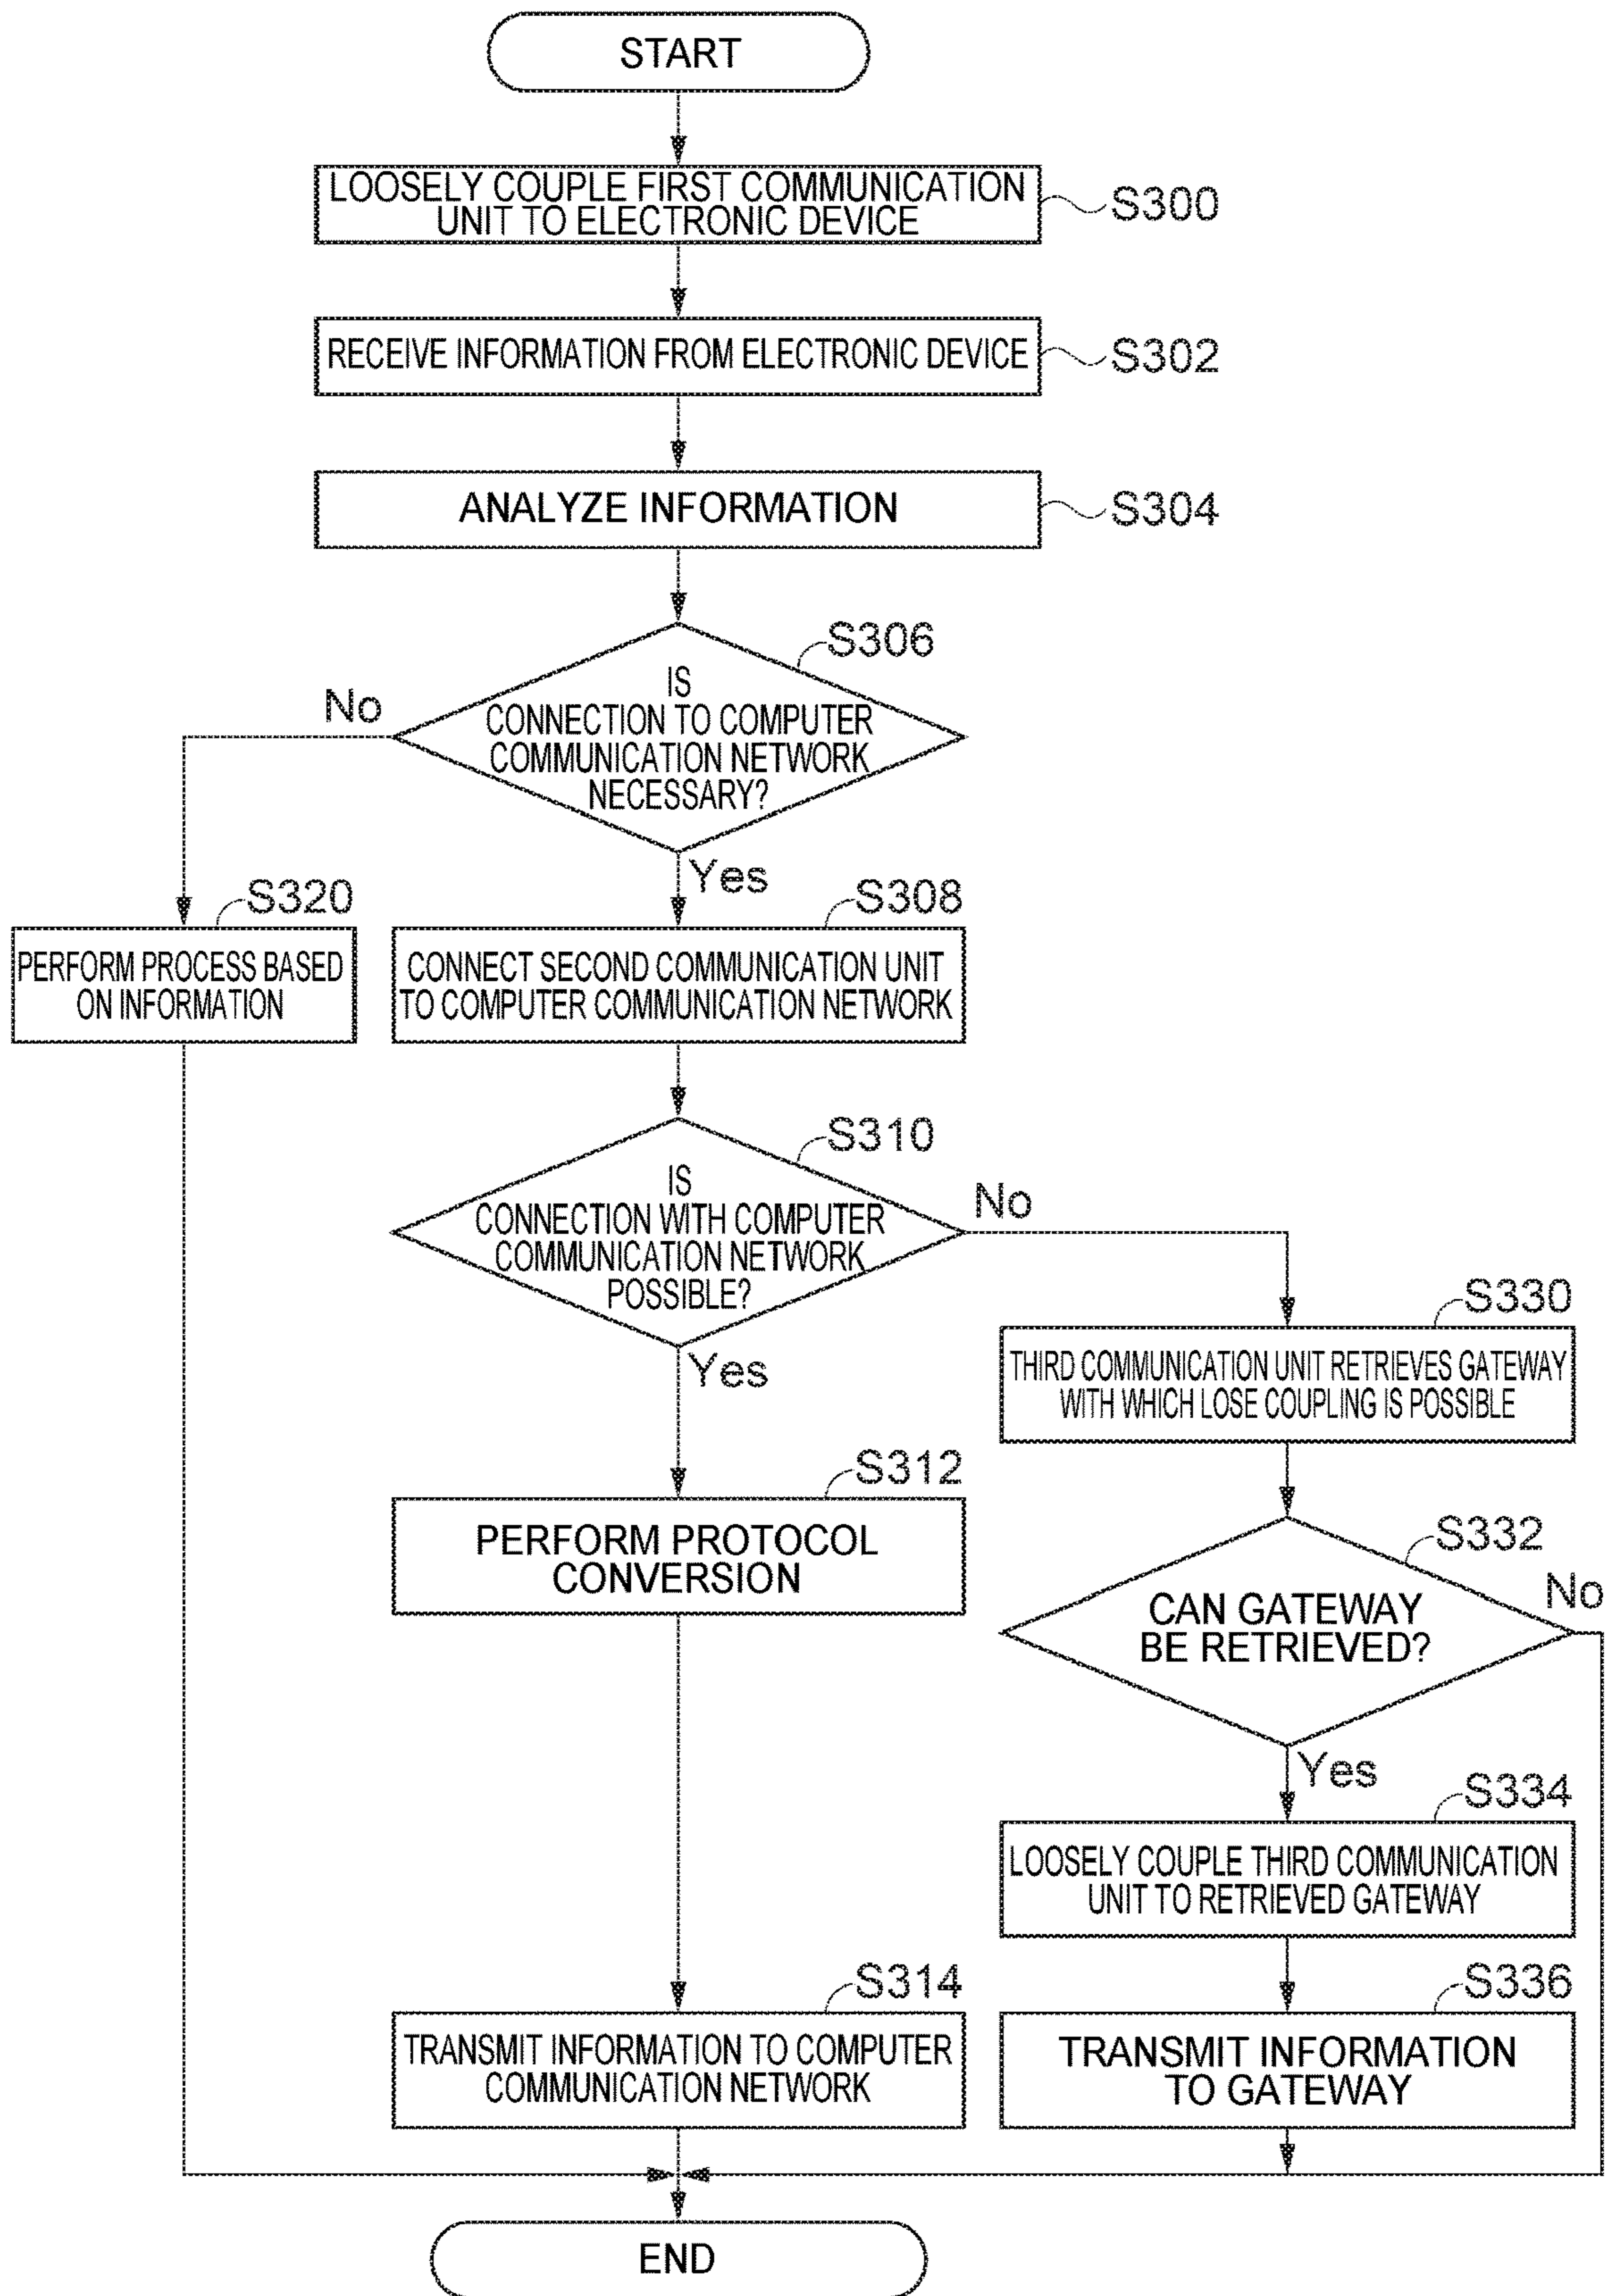 START
LOOSELY COUPLE FIRST COMMUNICATION
UNIT TO ELECTRONIC DEVICE
S300
RECEIVE INFORMATION FROM ELECTRONIC DEVICE
S302
ANALYZE INFORMATION
S304
S306
IS
CONNECTION TO COMPUTER
COMMUNICATION NETWORK
NECESSARY?
No
Yes
S320
PERFORM PROCESS BASED
ON INFORMATION
S308
CONNECT SECOND COMMUNICATION UNIT
TO COMPUTER COMMUNICATION NETWORK
S310
IS
CONNECTION WITH COMPUTER
COMMUNICATION NETWORK
POSSIBLE?
No
Yes
S330
THIRD COMMUNICATION UNIT RETRIEVES GATEWAY
WITH WHICH LOSE COUPLING IS POSSIBLE
S312
PERFORM PROTOCOL
CONVERSION
S332
CAN GATEWAY
BE RETRIEVED?
No
Yes
S334
LOOSELY COUPLE THIRD COMMUNICATION
UNIT TO RETRIEVED GATEWAY
S314
TRANSMIT INFORMATION TO COMPUTER
COMMUNICATION NETWORK
S336
TRANSMIT INFORMATION
TO GATEWAY
END